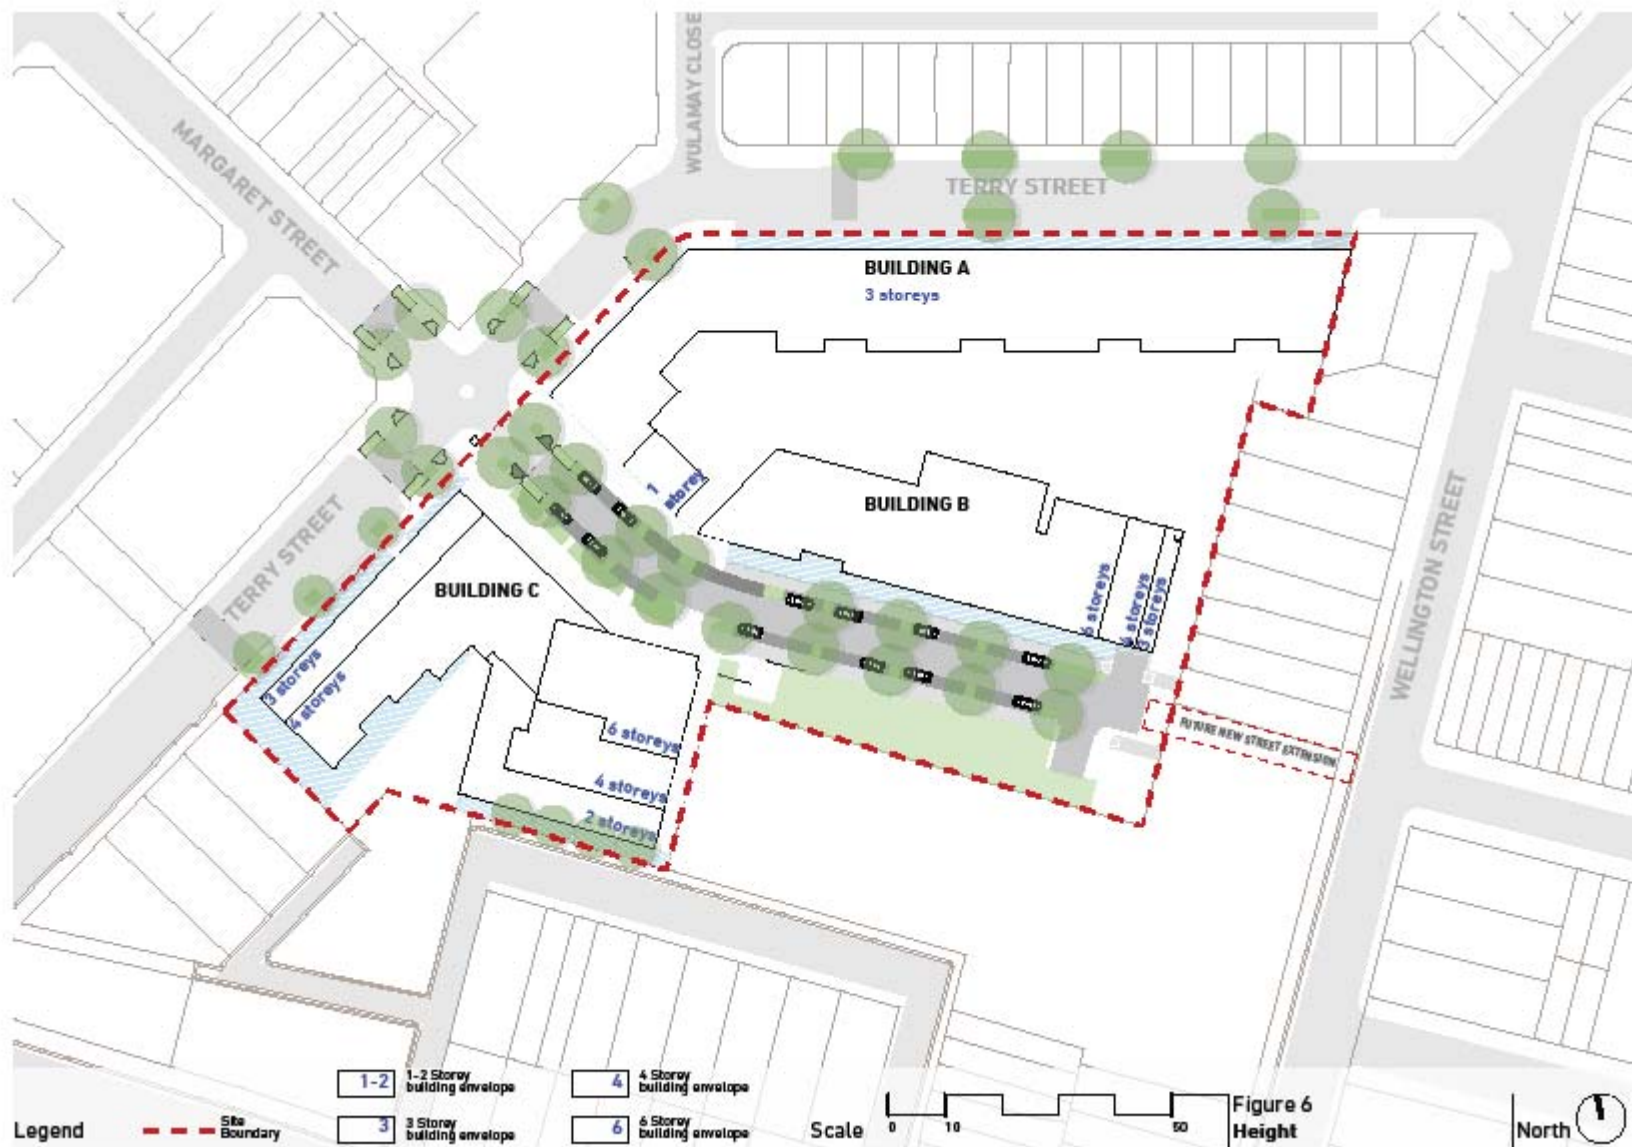 WULAMAY CLOSE
MARGARET STREET
TERRY STREET
BUILDING A
3 storeys
1
storey
BUILDING B
TERRY STREET
BUILDING C
6 storeys
storeys
3 storeys
WELLINGTON STREET
3 storeys
4 storeys
6 storeys
4 storeys
2 storeys
FUTURE NEW STREET EXTENSION
Legend
Site
Boundary
1-2
1-2 Storey
building envelope
3
3 Storey
building envelope
4
4 Storey
building envelope
6
6 Storey
building envelope
Scale
0 10 50
Figure 6
Height
North